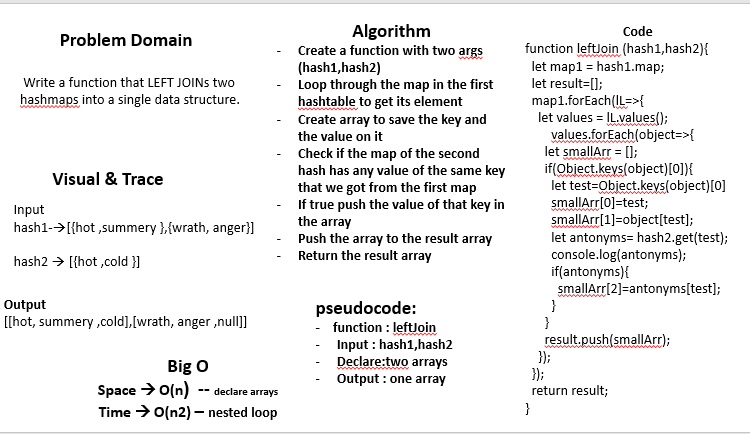 Problem Domain
Write a function that LEFT JOINs two
hashmaps into a single data structure.
Visual & Trace
Input
hash1-→[{hot ,summery },{wrath, anger}]
hash2 → [{hot ,cold }]
Output
[[hot, summery ,cold],[wrath, anger ,null]]
Big O
Space → O(n) -- declare arrays
Time → O(n2) – nested loop
Algorithm
- Create a function with two args
(hash1,hash2)
- Loop through the map in the first
hashtable to get its element
- Create array to save the key and
the value on it
- Check if the map of the second
hash has any value of the same key
that we got from the first map
- If true push the value of that key in
the array
- Push the array to the result array
- Return the result array
pseudocode:
- function : leftJoin
- Input : hash1,hash2
- Declare:two arrays
- Output : one array
Code
function leftJoin (hash1,hash2){
let map1 = hash1.map;
let result=[];
map1.forEach(lL=>{
let values = lL.values();
values.forEach(object=>{
let smallArr = [];
if(Object.keys(object)[0]){
let test=Object.keys(object)[0]
smallArr[0]=test;
smallArr[1]=object[test];
let antonyms= hash2.get(test);
console.log(antonyms);
if(antonyms){
smallArr[2]=antonyms[test];
}
}
result.push(smallArr);
});
});
return result;
}